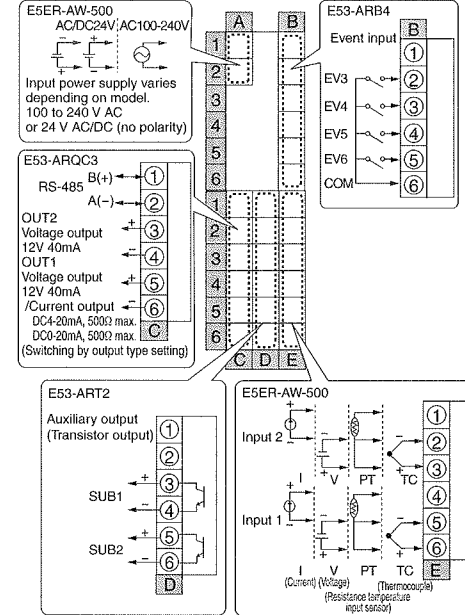 E5ER-AW-500
AC/DC24V AC100-240V
+ - - +
Input power supply varies
depending on model.
100 to 240 V AC
or 24 V AC/DC (no polarity)
A B
1
2
3
4
5
6
1
2
3
4
5
6
C D E
E53-ARB4
Event input B
①
EV3 ②
EV4 ③
EV5 ④
EV6 ⑤
COM ⑥
E53-ARQC3
B(+) ①
RS-485
A(−) ②
OUT2
Voltage output + ③
12V 40mA
OUT1 − ④
Voltage output + ⑤
12V 40mA
/Current output − ⑥
DC4-20mA, 500Ω max.
DC0-20mA, 500Ω max. C
(Switching by output type setting)
E53-ART2
Auxiliary output
(Transistor output) ①
②
+ ③
SUB1
− ④
+ ⑤
SUB2
− ⑥
D
E5ER-AW-500
①
Input 2 ②
③
I V PT TC
④
Input 1 ⑤
⑥
I V PT TC E
(Current) (Voltage) (Thermocouple)
(Resistance temperature
input sensor)